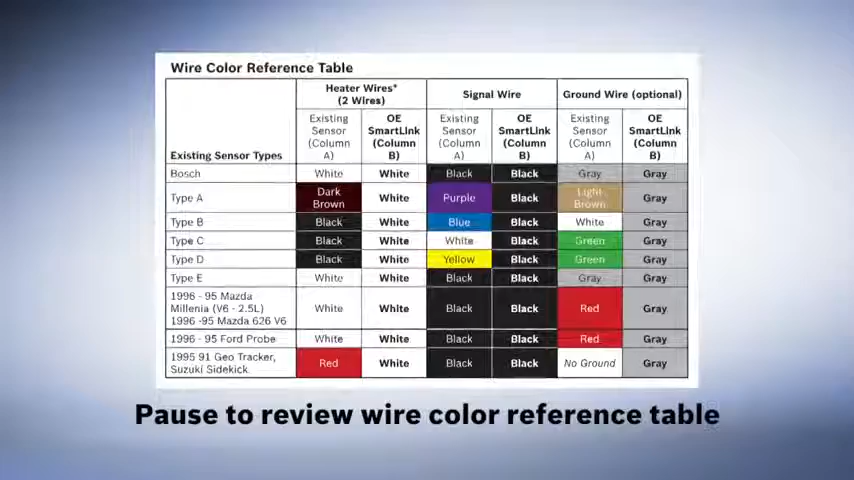 Wire Color Reference Table
Heater Wires* (2 Wires) Signal Wire Ground Wire (optional)
Existing Sensor Types Existing Sensor (Column A) OE SmartLink (Column B) Existing Sensor (Column A) OE SmartLink (Column B) Existing Sensor (Column A) OE SmartLink (Column B)
Bosch White White Black Black Gray Gray
Type A Dark Brown White Purple Black Light Brown Gray
Type B Black White Blue Black White Gray
Type C Black White White Black Green Gray
Type D Black White Yellow Black Green Gray
Type E White White Black Black Gray Gray
1996 - 95 Mazda Millenia (V6 - 2.5L) 1996 -95 Mazda 626 V6 White White Black Black Red Gray
1996 - 95 Ford Probe White White Black Black Red Gray
1995 91 Geo Tracker, Suzuki Sidekick Red White Black Black No Ground Gray
Pause to review wire color reference table